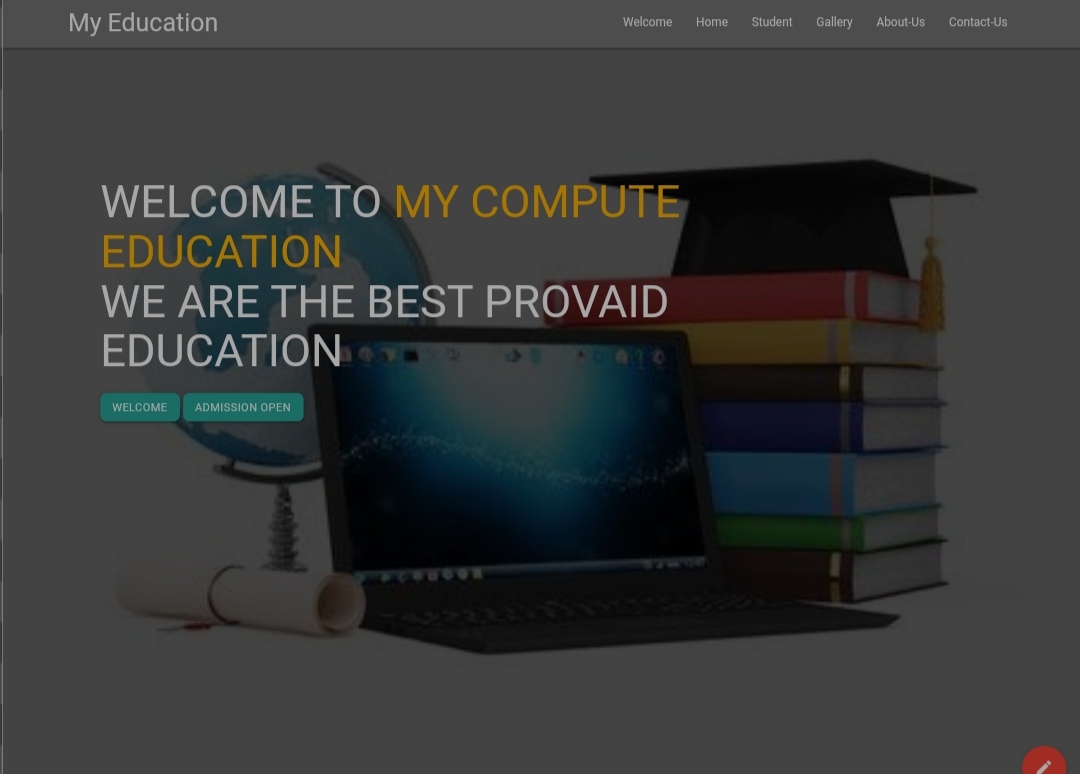 My Education
Welcome Home Student Gallery About-Us Contact-Us
WELCOME TO MY COMPUTE
EDUCATION
WE ARE THE BEST PROVAID
EDUCATION
WELCOME ADMISSION OPEN